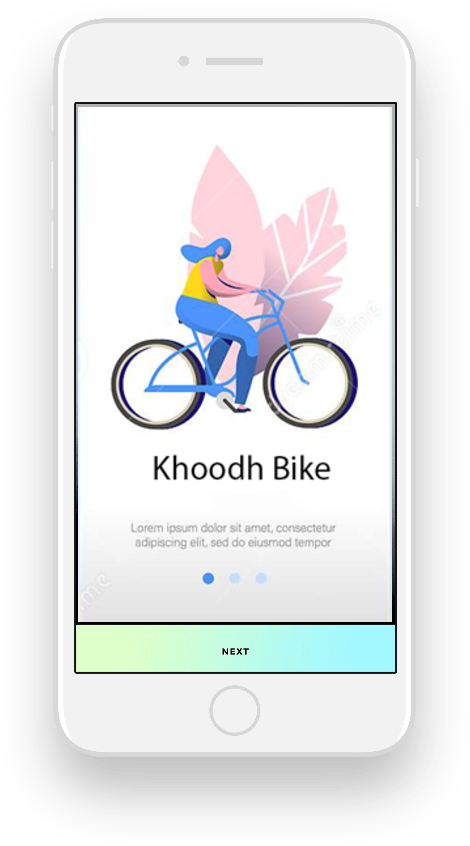 Khoodh Bike
Lorem ipsum dolor sit amet, consectetur
adipiscing elit, sed do eiusmod tempor
NEXT